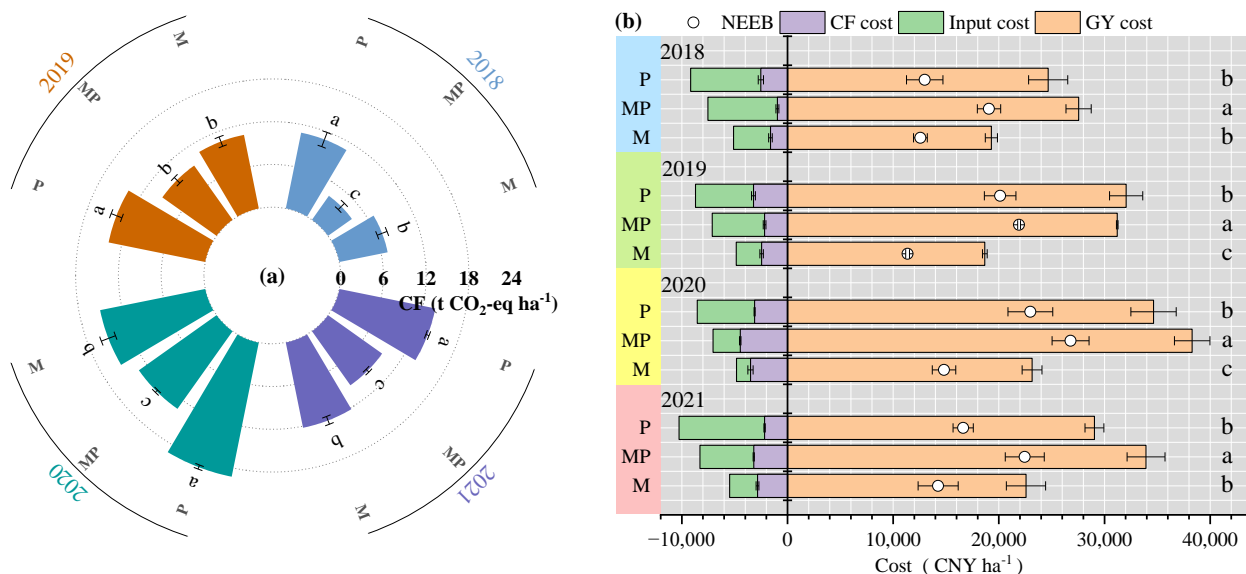 2019
M
MP
P
b
b
a
P
2018
MP
M
a
c
b
(a)
0 6 12 18 24
CF (t CO₂-eq ha⁻¹)
M
MP
P
2020
b
c
a
P
MP
M
2021
a
c
b
(b) NEEB CF cost Input cost GY cost
2018
P b
MP a
M b
2019
P b
MP a
M c
2020
P b
MP a
M c
2021
P b
MP a
M b
−10,000 0 10,000 20,000 30,000 40,000
Cost ( CNY ha⁻¹)